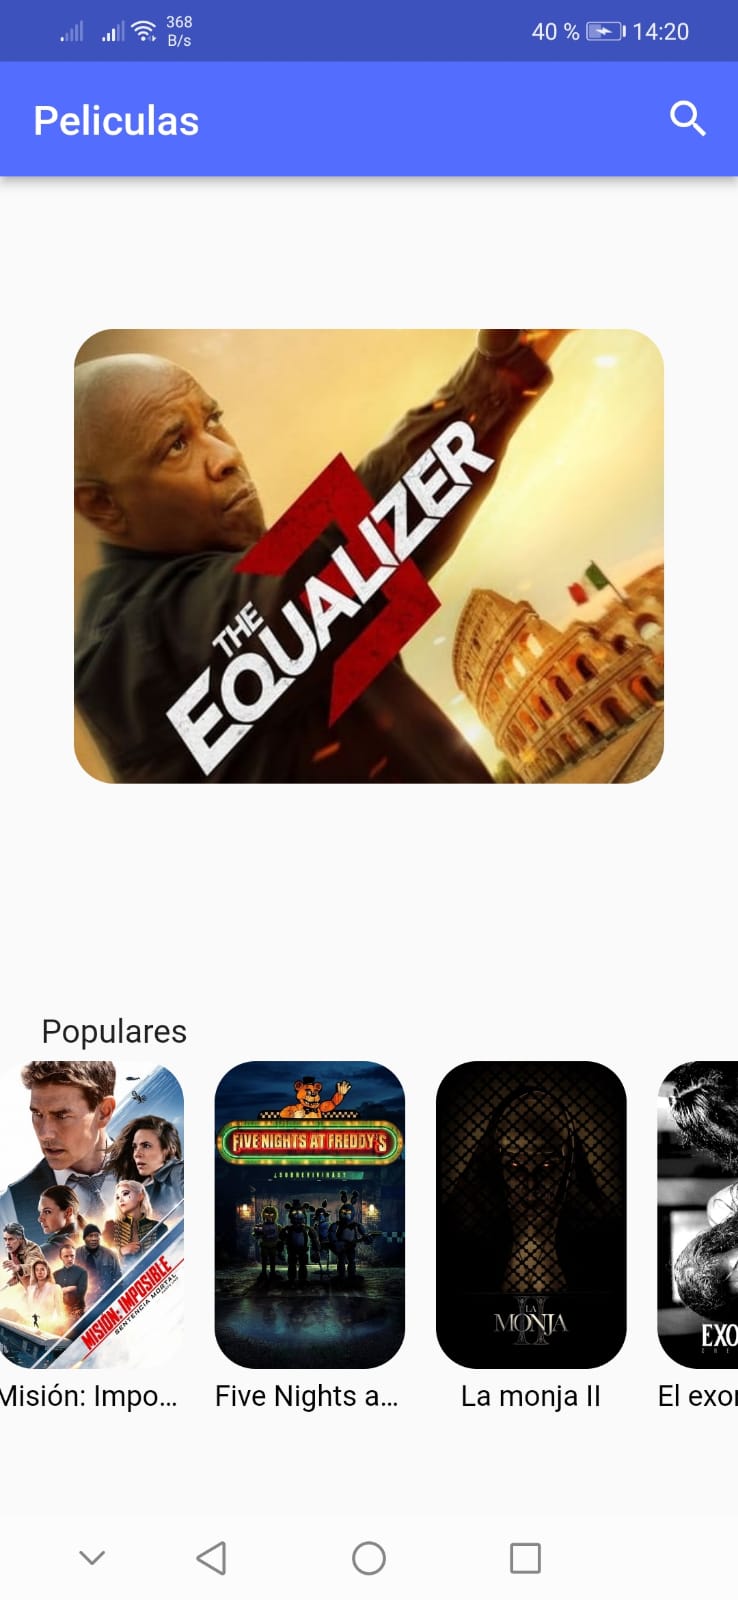 368
B/s
40 %
14:20
Peliculas
THE
EQUALIZER
3
Populares
MISIÓN: IMPOSIBLE
SENTENCIA MORTAL
FIVE NIGHTS AT FREDDY'S
¿SOBREVIVIRÁS?
LA
MONJA
II
EXO
Misión: Impo...
Five Nights a...
La monja II
El exor